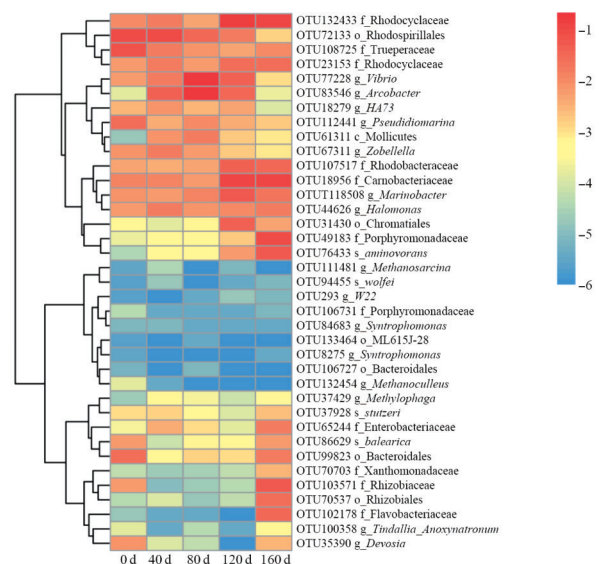 OTU132433 f_Rhodocyclaceae
OTU72133 o_Rhodospirillales
OTU108725 f_Trueperaceae
OTU23153 f_Rhodocyclaceae
OTU77228 g_Vibrio
OTU83546 g_Arcobacter
OTU18279 g_HA73
OTU112441 g_Pseudidiomarina
OTU61311 c_Mollicutes
OTU67311 g_Zobellella
OTU107517 f_Rhodobacteraceae
OTU18956 f_Carnobacteriaceae
OTUT118508 g_Marinobacter
OTU44626 g_Halomonas
OTU31430 o_Chromatiales
OTU49183 f_Porphyromonadaceae
OTU76433 s_aminovorans
OTU111481 g_Methanosarcina
OTU94455 s_wolfei
OTU293 g_W22
OTU106731 f_Porphyromonadaceae
OTU84683 g_Syntrophomonas
OTU133464 o_ML615J-28
OTU8275 g_Syntrophomonas
OTU106727 o_Bacteroidales
OTU132454 g_Methanoculleus
OTU37429 g_Methylophaga
OTU37928 s_stutzeri
OTU65244 f_Enterobacteriaceae
OTU86629 s_balearica
OTU99823 o_Bacteroidales
OTU70703 f_Xanthomonadaceae
OTU103571 f_Rhizobiaceae
OTU70537 o_Rhizobiales
OTU102178 f_Flavobacteriaceae
OTU100358 g_Tindallia_Anoxynatronum
OTU35390 g_Devosia
0 d 40 d 80 d 120 d 160 d
−1
−2
−3
−4
−5
−6